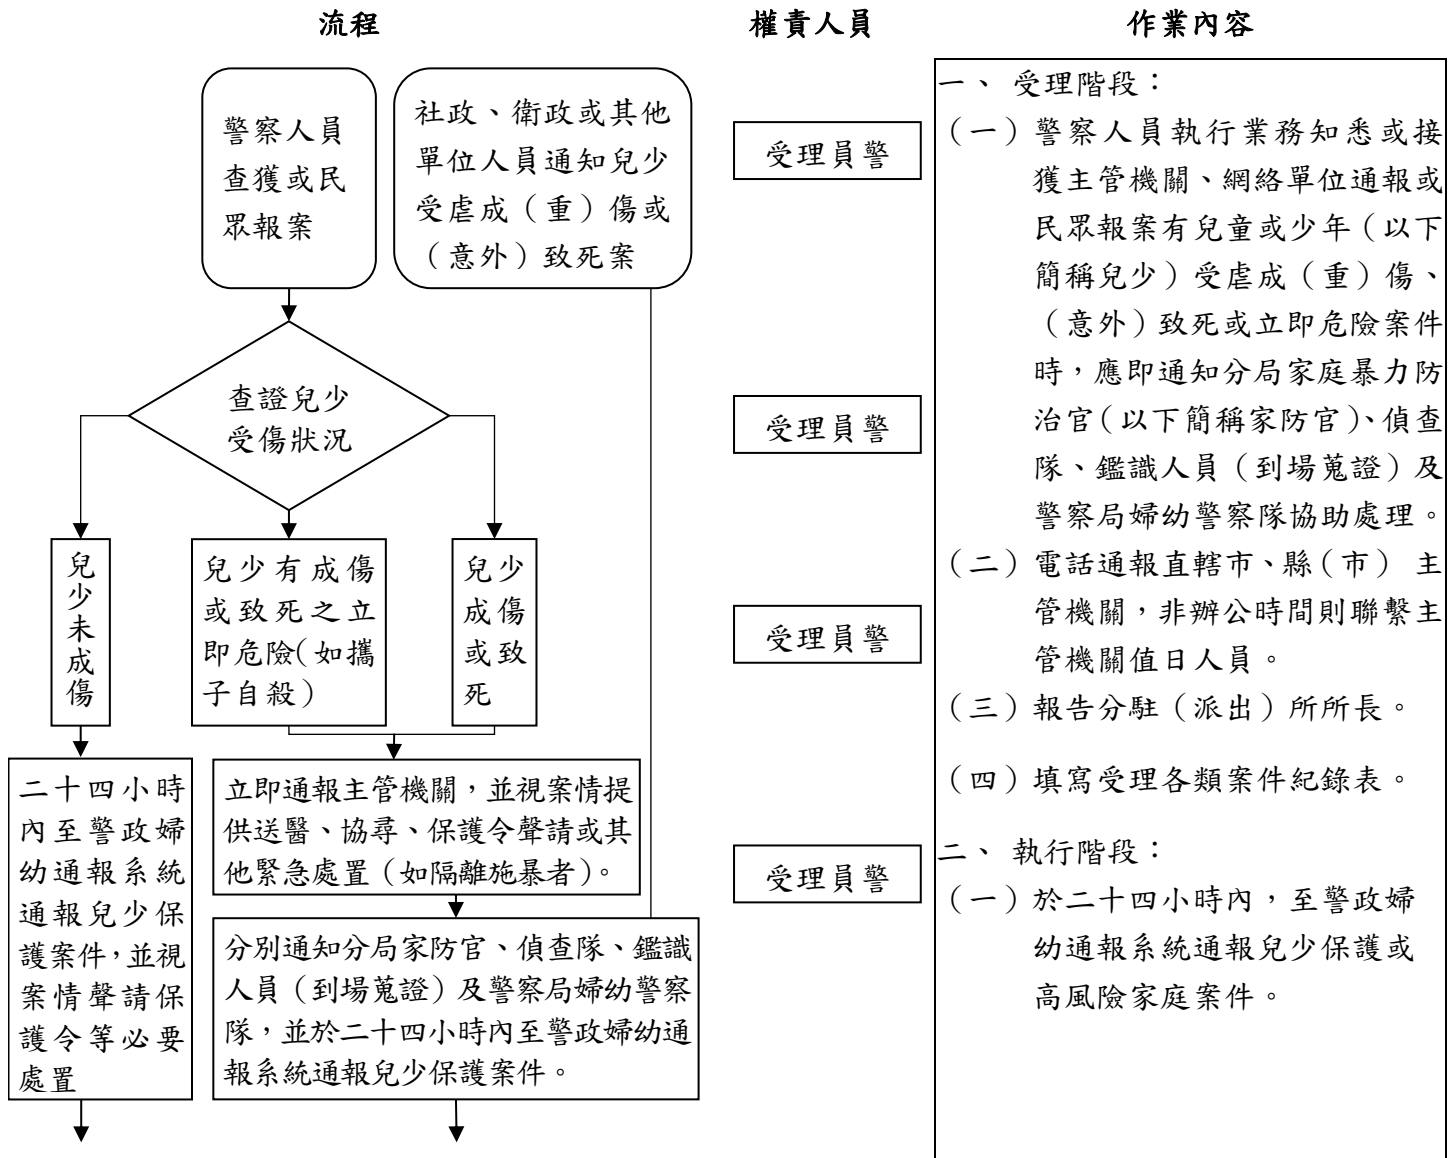 流程
權責人員
作業內容
警察人員
查獲或民
眾報案
社政、衛政或其他
單位人員通知兒少
受虐成（重）傷或
（意外）致死案
查證兒少
受傷狀況
兒少未成傷
兒少有成傷
或致死之立
即危險(如攜
子自殺）
兒少
成傷
或致
死
二十四小時
內至警政婦
幼通報系統
通報兒少保
護案件，並視
案情聲請保
護令等必要
處置
立即通報主管機關，並視案情提
供送醫、協尋、保護令聲請或其
他緊急處置（如隔離施暴者）。
分別通知分局家防官、偵查隊、鑑識
人員（到場蒐證）及警察局婦幼警察
隊，並於二十四小時內至警政婦幼通
報系統通報兒少保護案件。
受理員警
受理員警
受理員警
受理員警
一、 受理階段：
（一）警察人員執行業務知悉或接
獲主管機關、網絡單位通報或
民眾報案有兒童或少年（以下
簡稱兒少）受虐成（重）傷、
（意外）致死或立即危險案件
時，應即通知分局家庭暴力防
治官(以下簡稱家防官)、偵查
隊、鑑識人員（到場蒐證）及
警察局婦幼警察隊協助處理。
（二）電話通報直轄市、縣（市） 主
管機關，非辦公時間則聯繫主
管機關值日人員。
（三）報告分駐（派出）所所長。
（四）填寫受理各類案件紀錄表。
二、 執行階段：
（一）於二十四小時內，至警政婦
幼通報系統通報兒少保護或
高風險家庭案件。